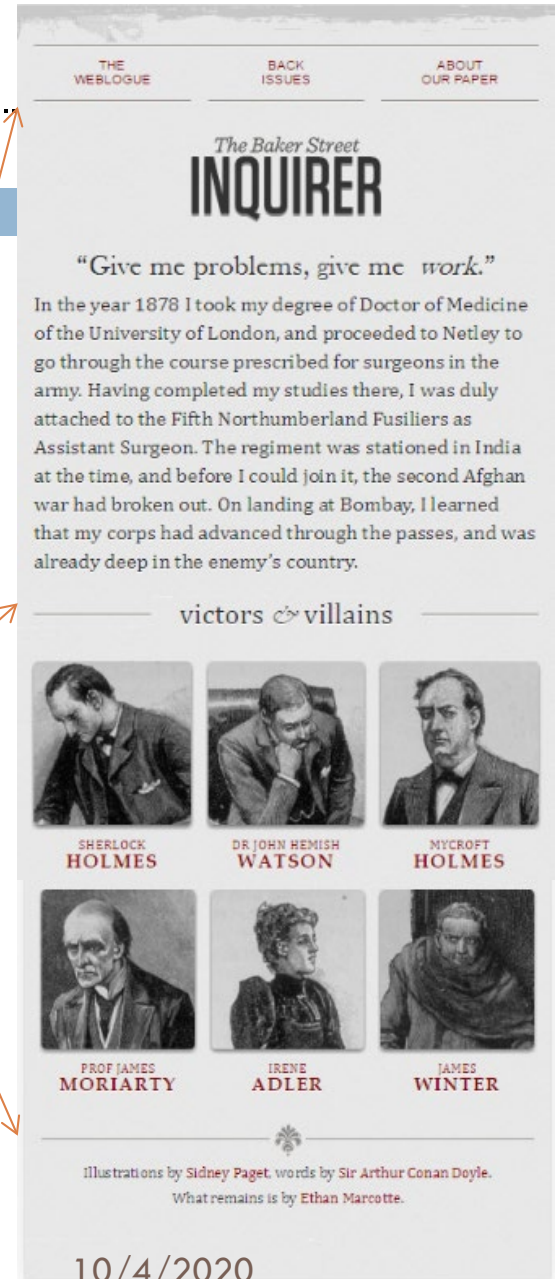 THE
WEBLOGUE
BACK
ISSUES
ABOUT
OUR PAPER
The Baker Street
INQUIRER
“Give me problems, give me work.”
In the year 1878 I took my degree of Doctor of Medicine
of the University of London, and proceeded to Netley to
go through the course prescribed for surgeons in the
army. Having completed my studies there, I was duly
attached to the Fifth Northumberland Fusiliers as
Assistant Surgeon. The regiment was stationed in India
at the time, and before I could join it, the second Afghan
war had broken out. On landing at Bombay, I learned
that my corps had advanced through the passes, and was
already deep in the enemy’s country.
victors & villains
SHERLOCK
HOLMES
DR JOHN HEMISH
WATSON
MYCROFT
HOLMES
PROF JAMES
MORIARTY
IRENE
ADLER
JAMES
WINTER
Illustrations by Sidney Paget, words by Sir Arthur Conan Doyle.
What remains is by Ethan Marcotte.
10/4/2020